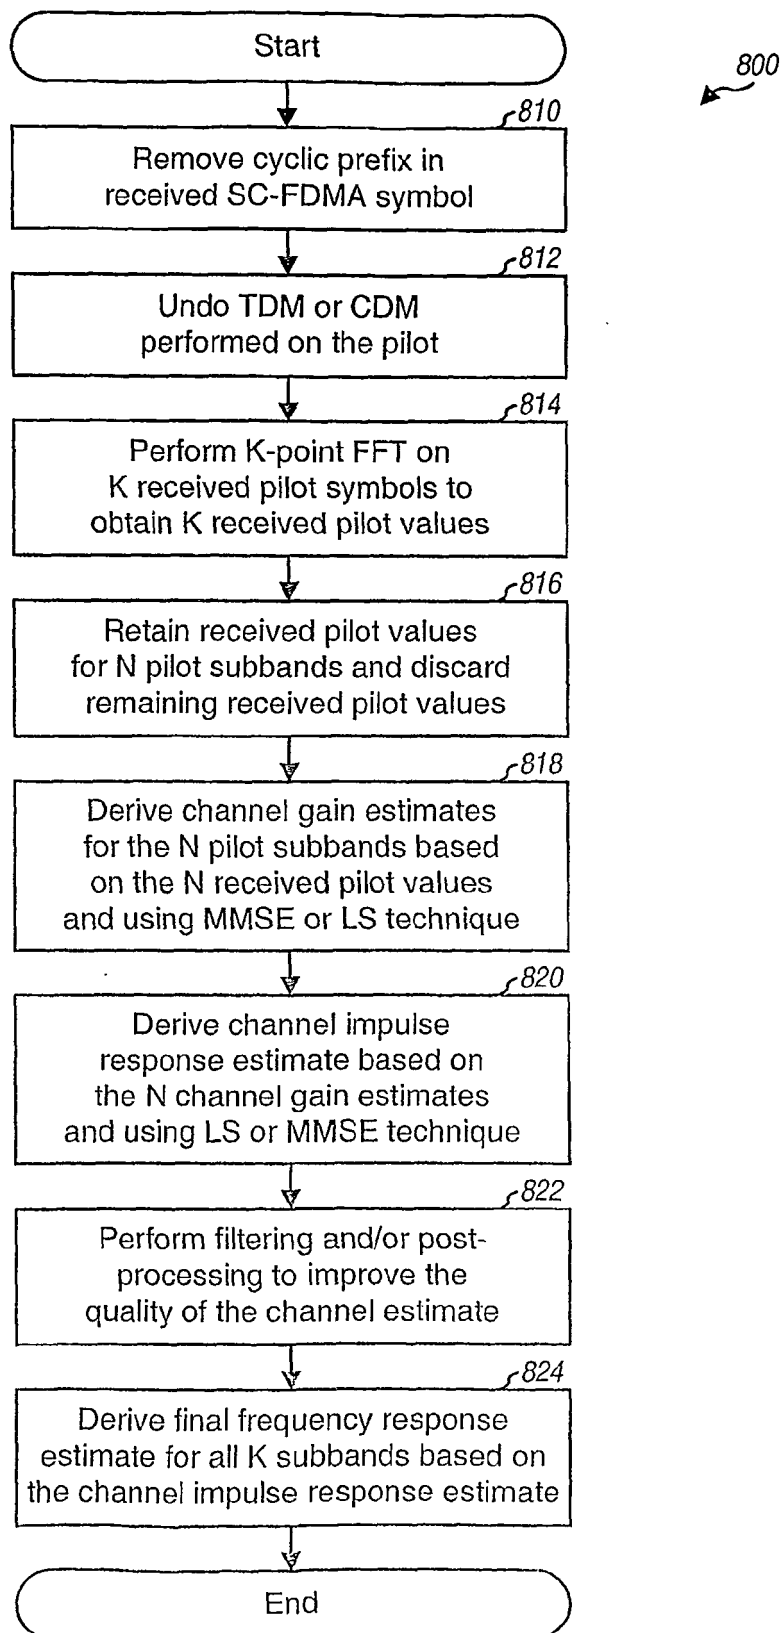 Start
800
810
Remove cyclic prefix in
received SC-FDMA symbol
812
Undo TDM or CDM
performed on the pilot
814
Perform K-point FFT on
K received pilot symbols to
obtain K received pilot values
816
Retain received pilot values
for N pilot subbands and discard
remaining received pilot values
818
Derive channel gain estimates
for the N pilot subbands based
on the N received pilot values
and using MMSE or LS technique
820
Derive channel impulse
response estimate based on
the N channel gain estimates
and using LS or MMSE technique
822
Perform filtering and/or post-
processing to improve the
quality of the channel estimate
824
Derive final frequency response
estimate for all K subbands based on
the channel impulse response estimate
End